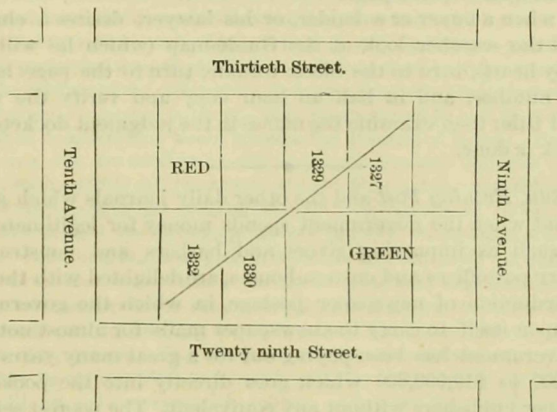 Thirtieth Street.
Tenth Avenue
RED
1329
1327
Ninth Avenue.
1332
1330
GREEN
Twenty ninth Street.